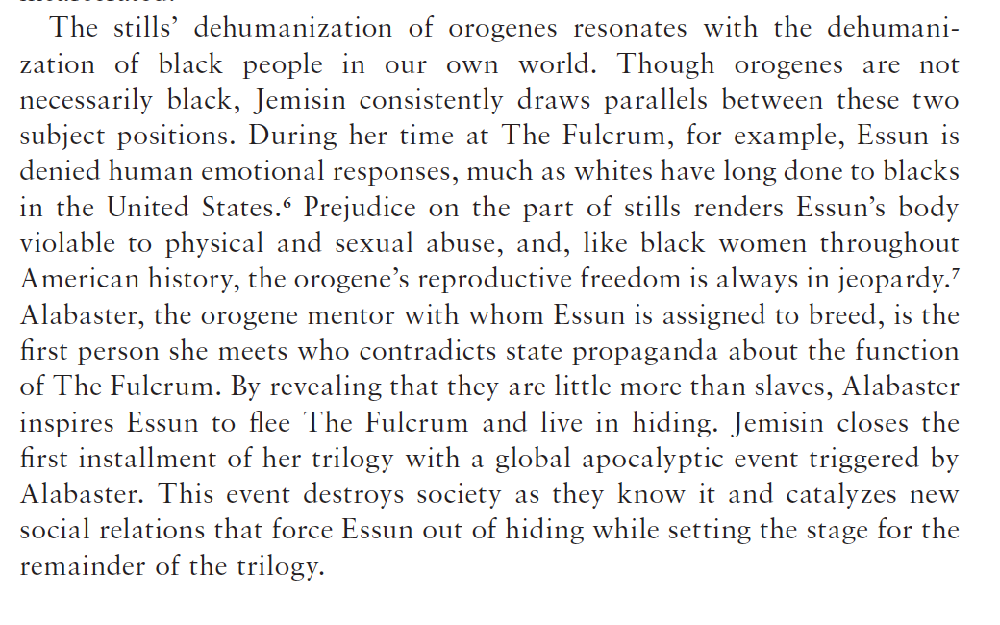 The stills’ dehumanization of orogenes resonates with the dehumani-
zation of black people in our own world. Though orogenes are not
necessarily black, Jemisin consistently draws parallels between these two
subject positions. During her time at The Fulcrum, for example, Essun is
denied human emotional responses, much as whites have long done to blacks
in the United States.⁶ Prejudice on the part of stills renders Essun’s body
violable to physical and sexual abuse, and, like black women throughout
American history, the orogene’s reproductive freedom is always in jeopardy.⁷
Alabaster, the orogene mentor with whom Essun is assigned to breed, is the
first person she meets who contradicts state propaganda about the function
of The Fulcrum. By revealing that they are little more than slaves, Alabaster
inspires Essun to flee The Fulcrum and live in hiding. Jemisin closes the
first installment of her trilogy with a global apocalyptic event triggered by
Alabaster. This event destroys society as they know it and catalyzes new
social relations that force Essun out of hiding while setting the stage for the
remainder of the trilogy.